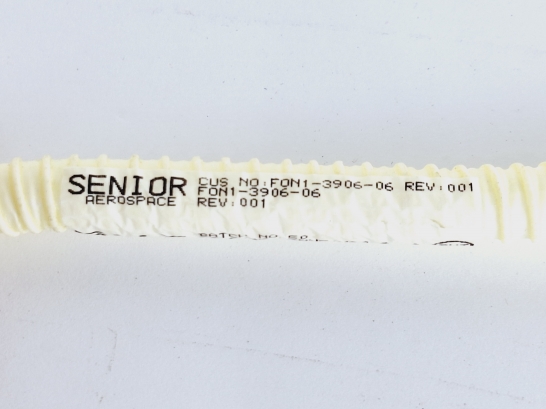 SENIOR
AEROSPACE
CUS NO:FON1-3906-06 REV:001
FON1-3906-06
REV:001